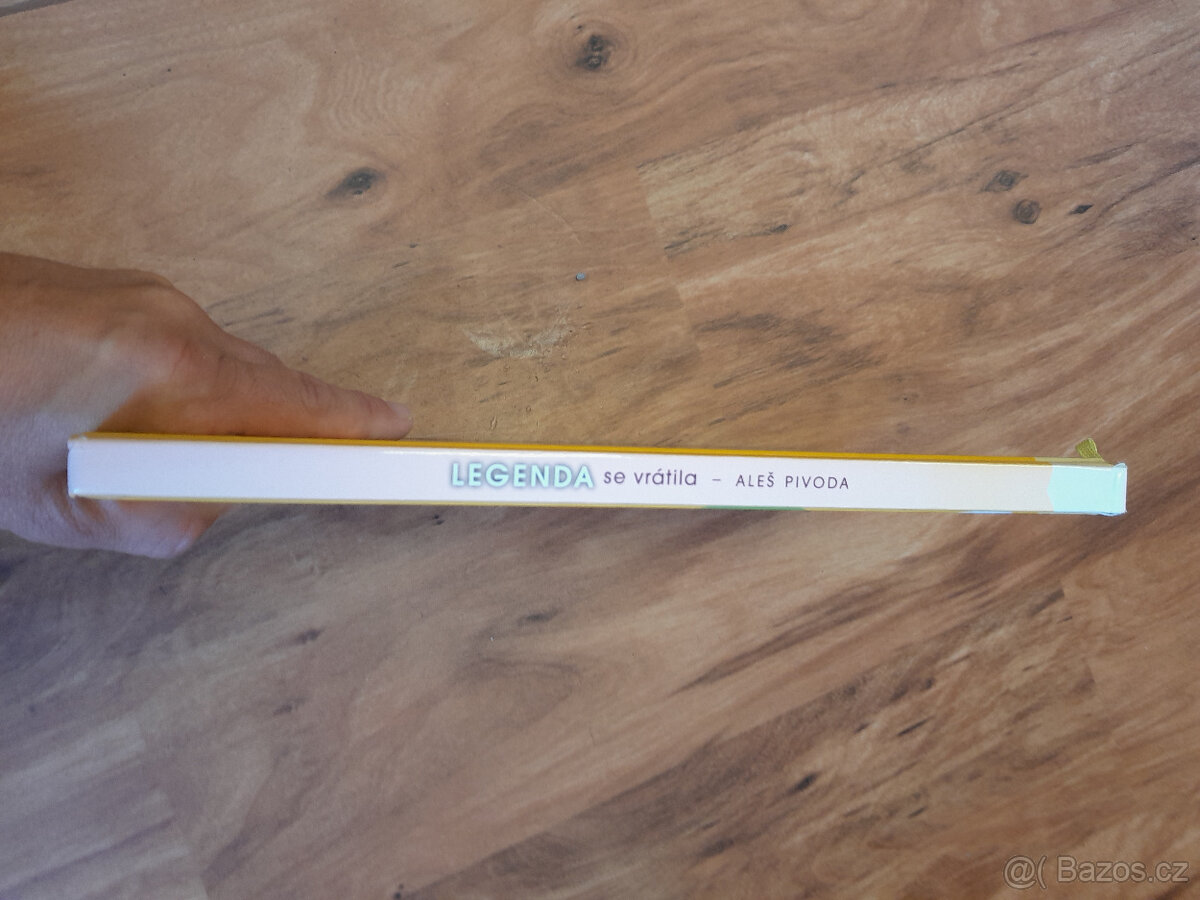 LEGENDA se vrátila – ALEŠ PIVODA
@( Bazos.cz